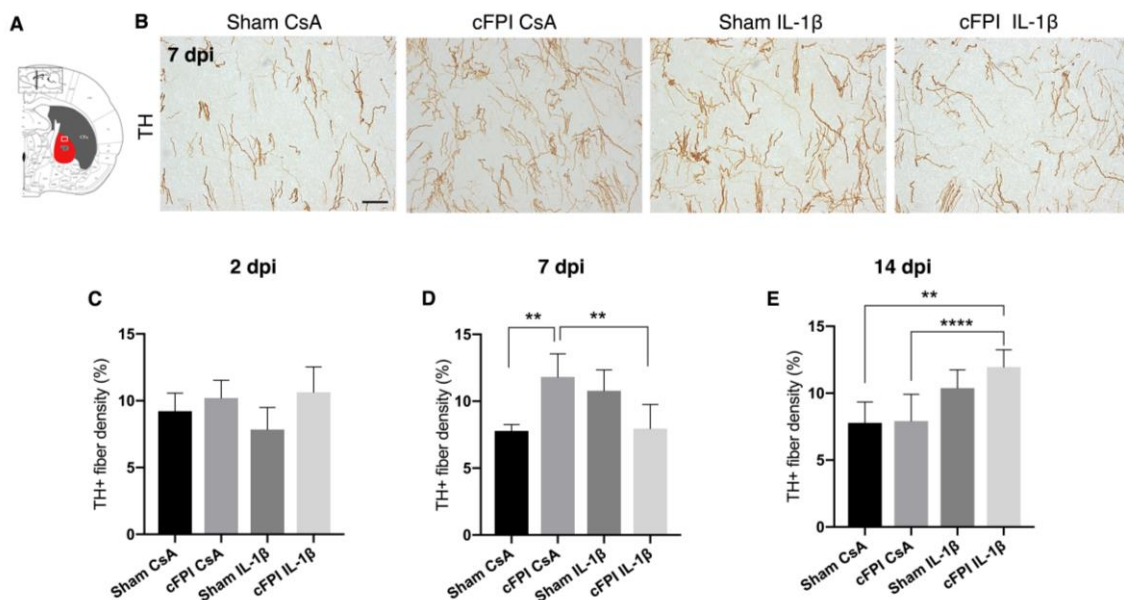 A
B
Sham CsA
cFPI CsA
Sham IL-1β
cFPI IL-1β
7 dpi
TH
2 dpi
7 dpi
14 dpi
C
TH+ fiber density (%)
15
10
5
0
Sham CsA
cFPI CsA
Sham IL-1β
cFPI IL-1β
D
TH+ fiber density (%)
**
**
15
10
5
0
Sham CsA
cFPI CsA
Sham IL-1β
cFPI IL-1β
E
TH+ fiber density (%)
**
****
15
10
5
0
Sham CsA
cFPI CsA
Sham IL-1β
cFPI IL-1β